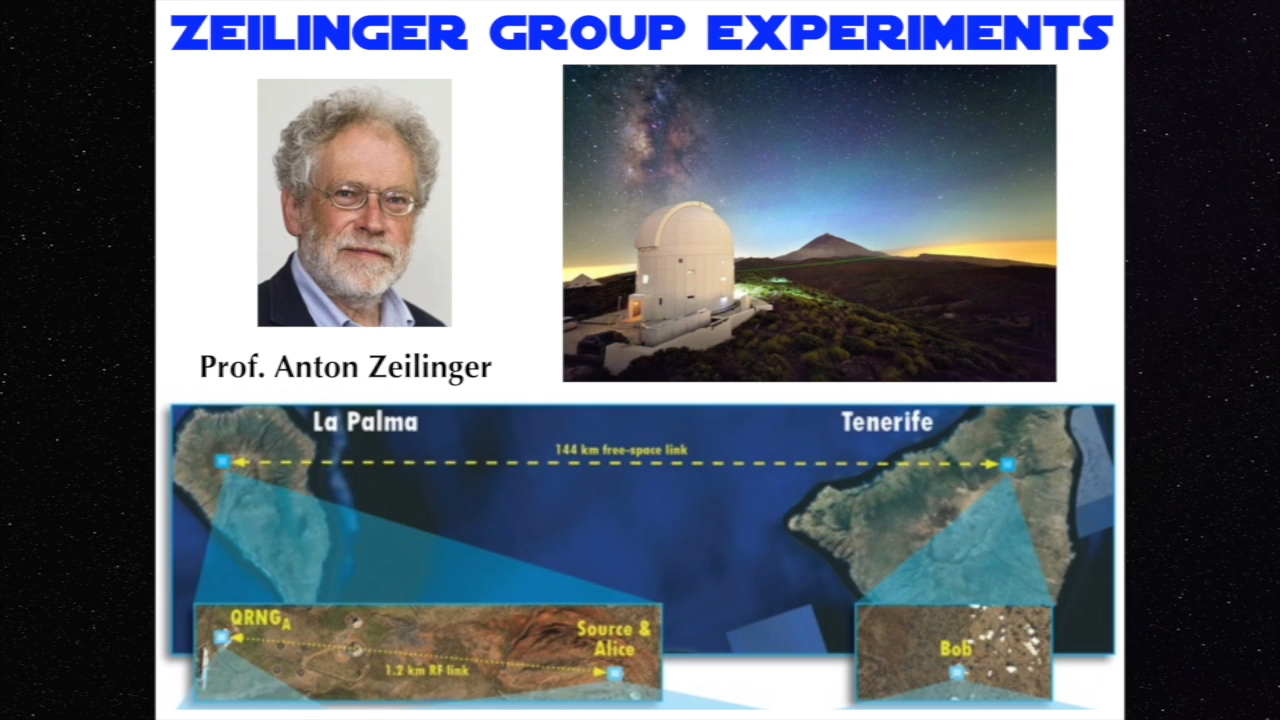 ZEILINGER GROUP EXPERIMENTS
Prof. Anton Zeilinger
La Palma
Tenerife
144 km free-space link
QRNGA
Source &
Alice
1.2 km RF link
Bob